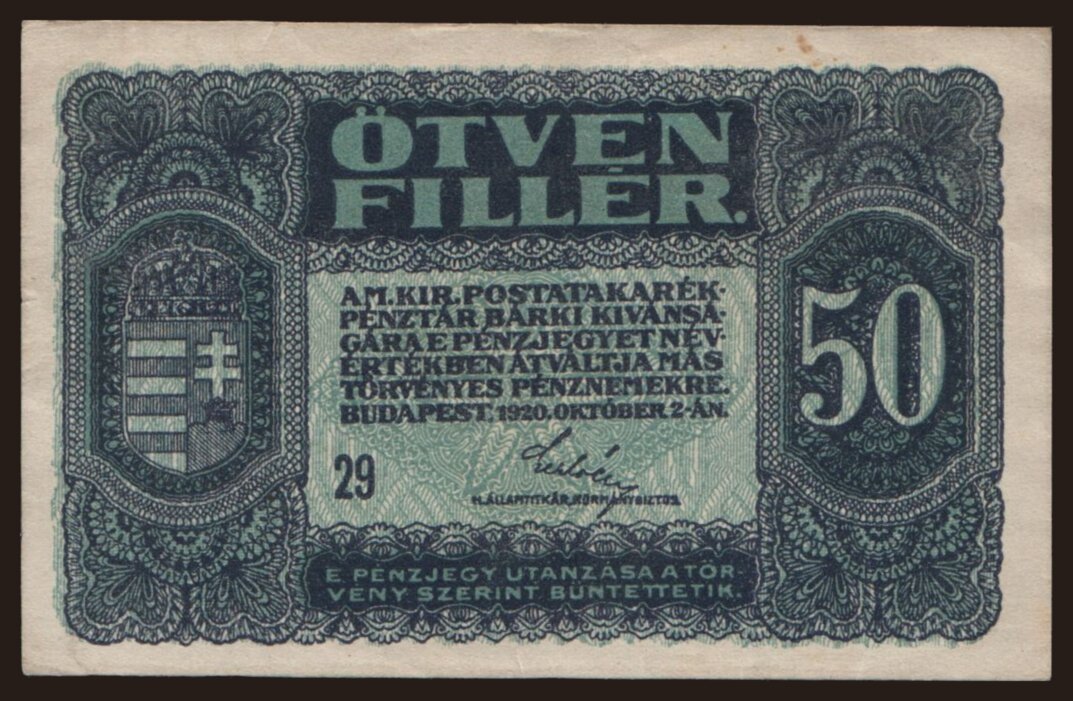 ÖTVEN
FILLÉR.
A M. KIR. POSTATAKARÉK-
PÉNZTÁR BÁRKI KIVÁNSÁ-
GÁRA E PÉNZJEGYET NÉV-
ÉRTÉKBEN ÁTVÁLTJA MÁS
TÖRVÉNYES PÉNZNEMEKRE.
BUDAPEST, 1920. OKTÓBER 2-ÁN.
50
29
H. ÁLLAMTITKÁR, KORMÁNYBIZTOS
E PÉNZJEGY UTÁNZÁSA A TÖR-
VÉNY SZERINT BÜNTETTETIK.